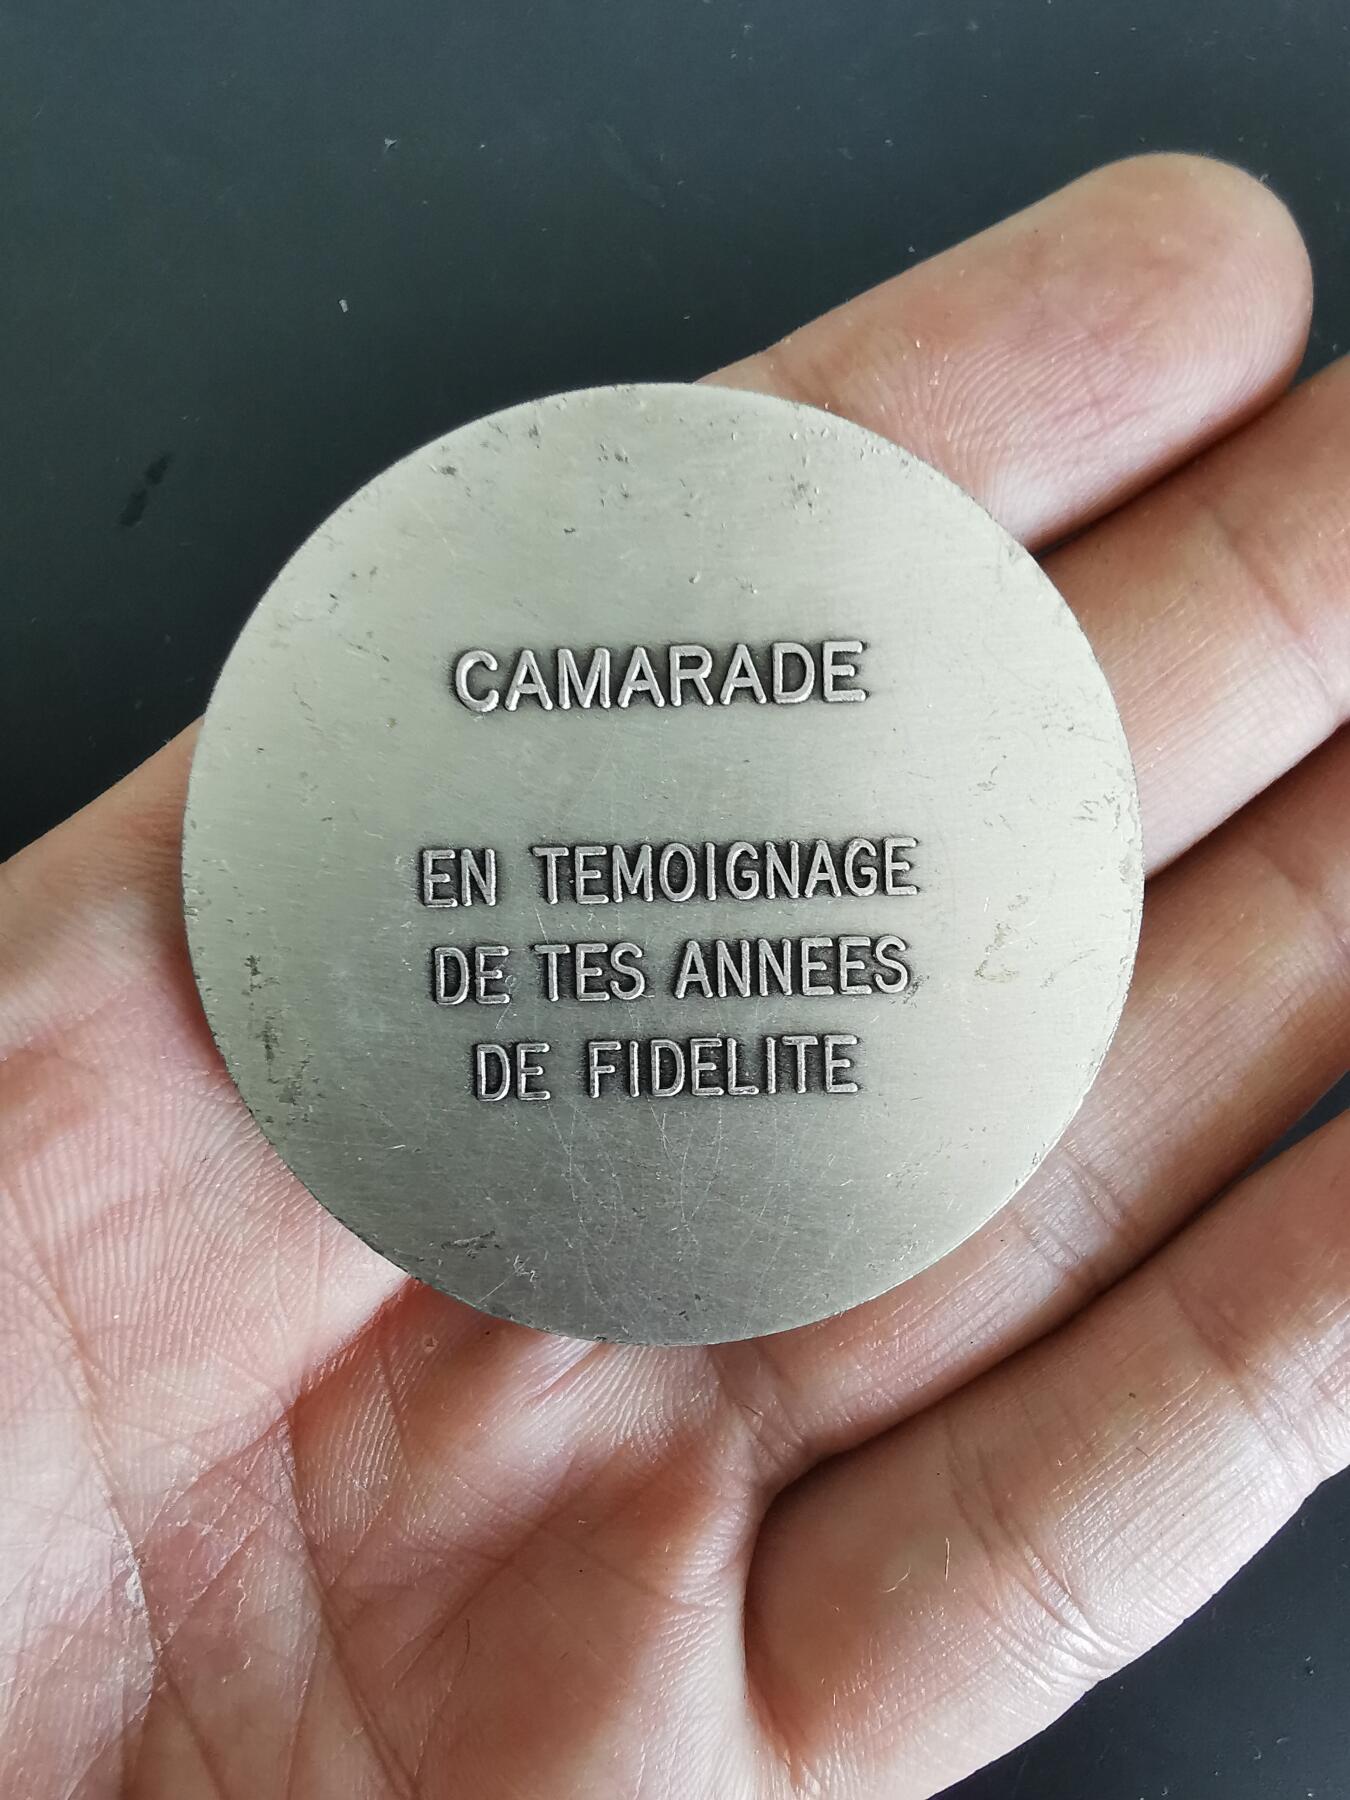 CAMARADE
EN TEMOIGNAGE
DE TES ANNEES
DE FIDELITE